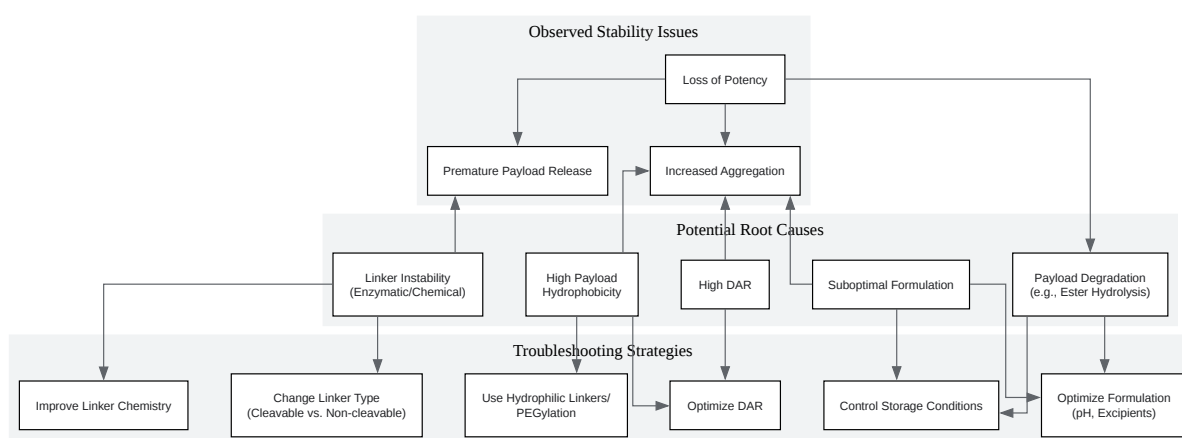 Observed Stability Issues
Loss of Potency
Premature Payload Release
Increased Aggregation
Potential Root Causes
Linker Instability
(Enzymatic/Chemical)
High Payload
Hydrophobicity
High DAR
Suboptimal Formulation
Payload Degradation
(e.g., Ester Hydrolysis)
Troubleshooting Strategies
Improve Linker Chemistry
Change Linker Type
(Cleavable vs. Non-cleavable)
Use Hydrophilic Linkers/
PEGylation
Optimize DAR
Control Storage Conditions
Optimize Formulation
(pH, Excipients)